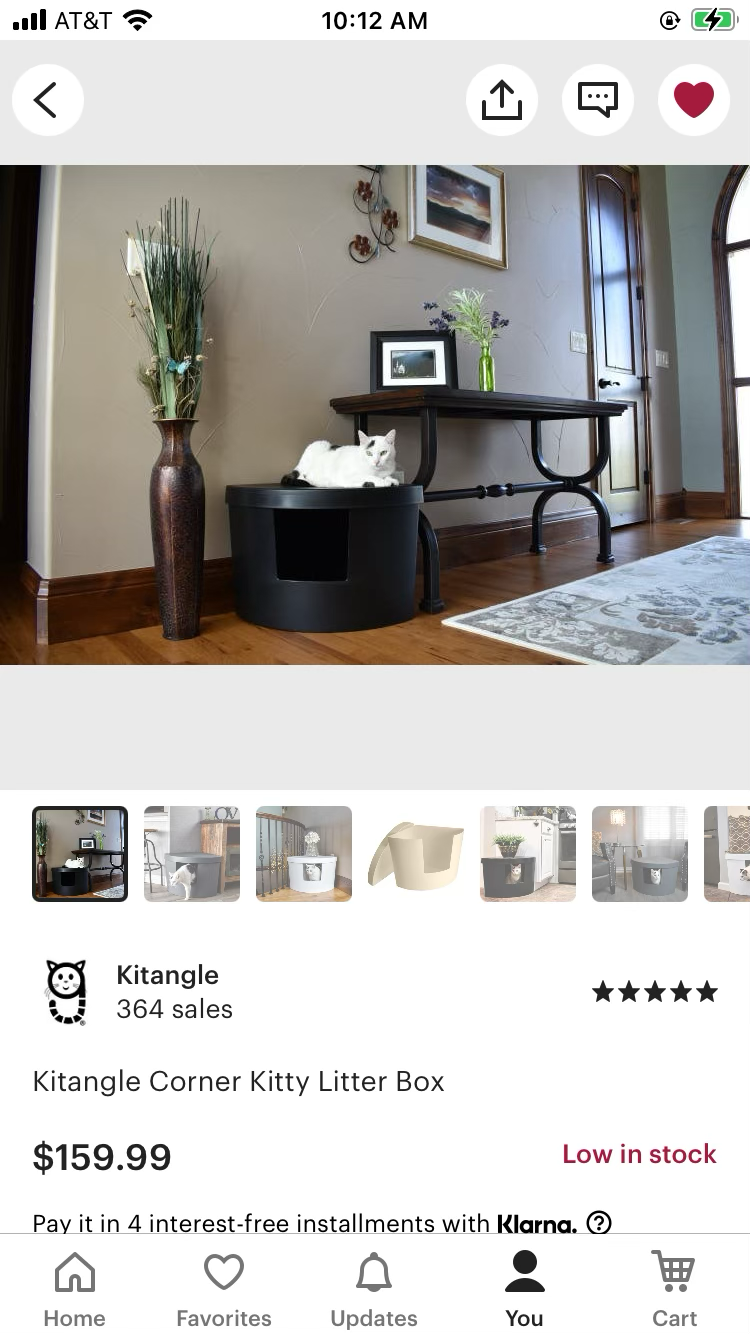 AT&T
10:12 AM
Kitangle
364 sales
Kitangle Corner Kitty Litter Box
$159.99
Low in stock
Pay it in 4 interest-free installments with Klarna.
Home
Favorites
Updates
You
Cart